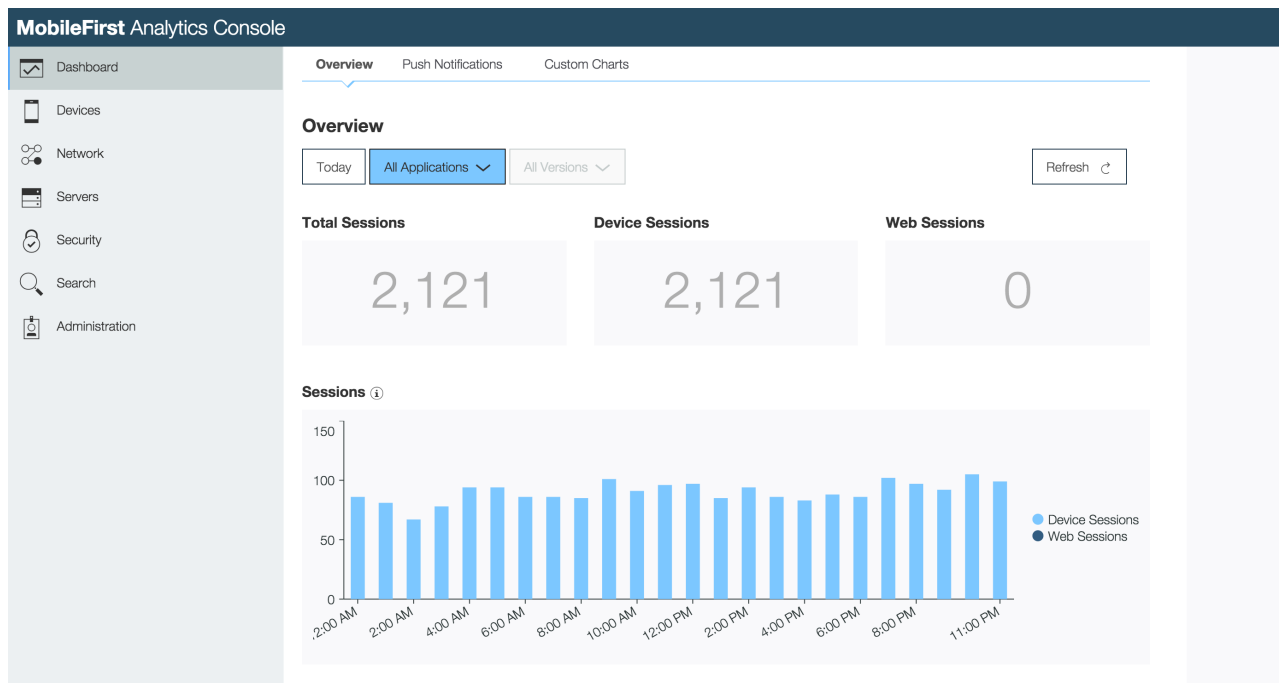 MobileFirst Analytics Console
Dashboard
Devices
Network
Servers
Security
Search
Administration
Overview Push Notifications Custom Charts
Overview
Today All Applications All Versions Refresh
Total Sessions Device Sessions Web Sessions
2,121 2,121 0
Sessions
150
100
50
0
2:00 AM 2:00 AM 4:00 AM 6:00 AM 8:00 AM 10:00 AM 12:00 PM 2:00 PM 4:00 PM 6:00 PM 8:00 PM 11:00 PM
Device Sessions
Web Sessions